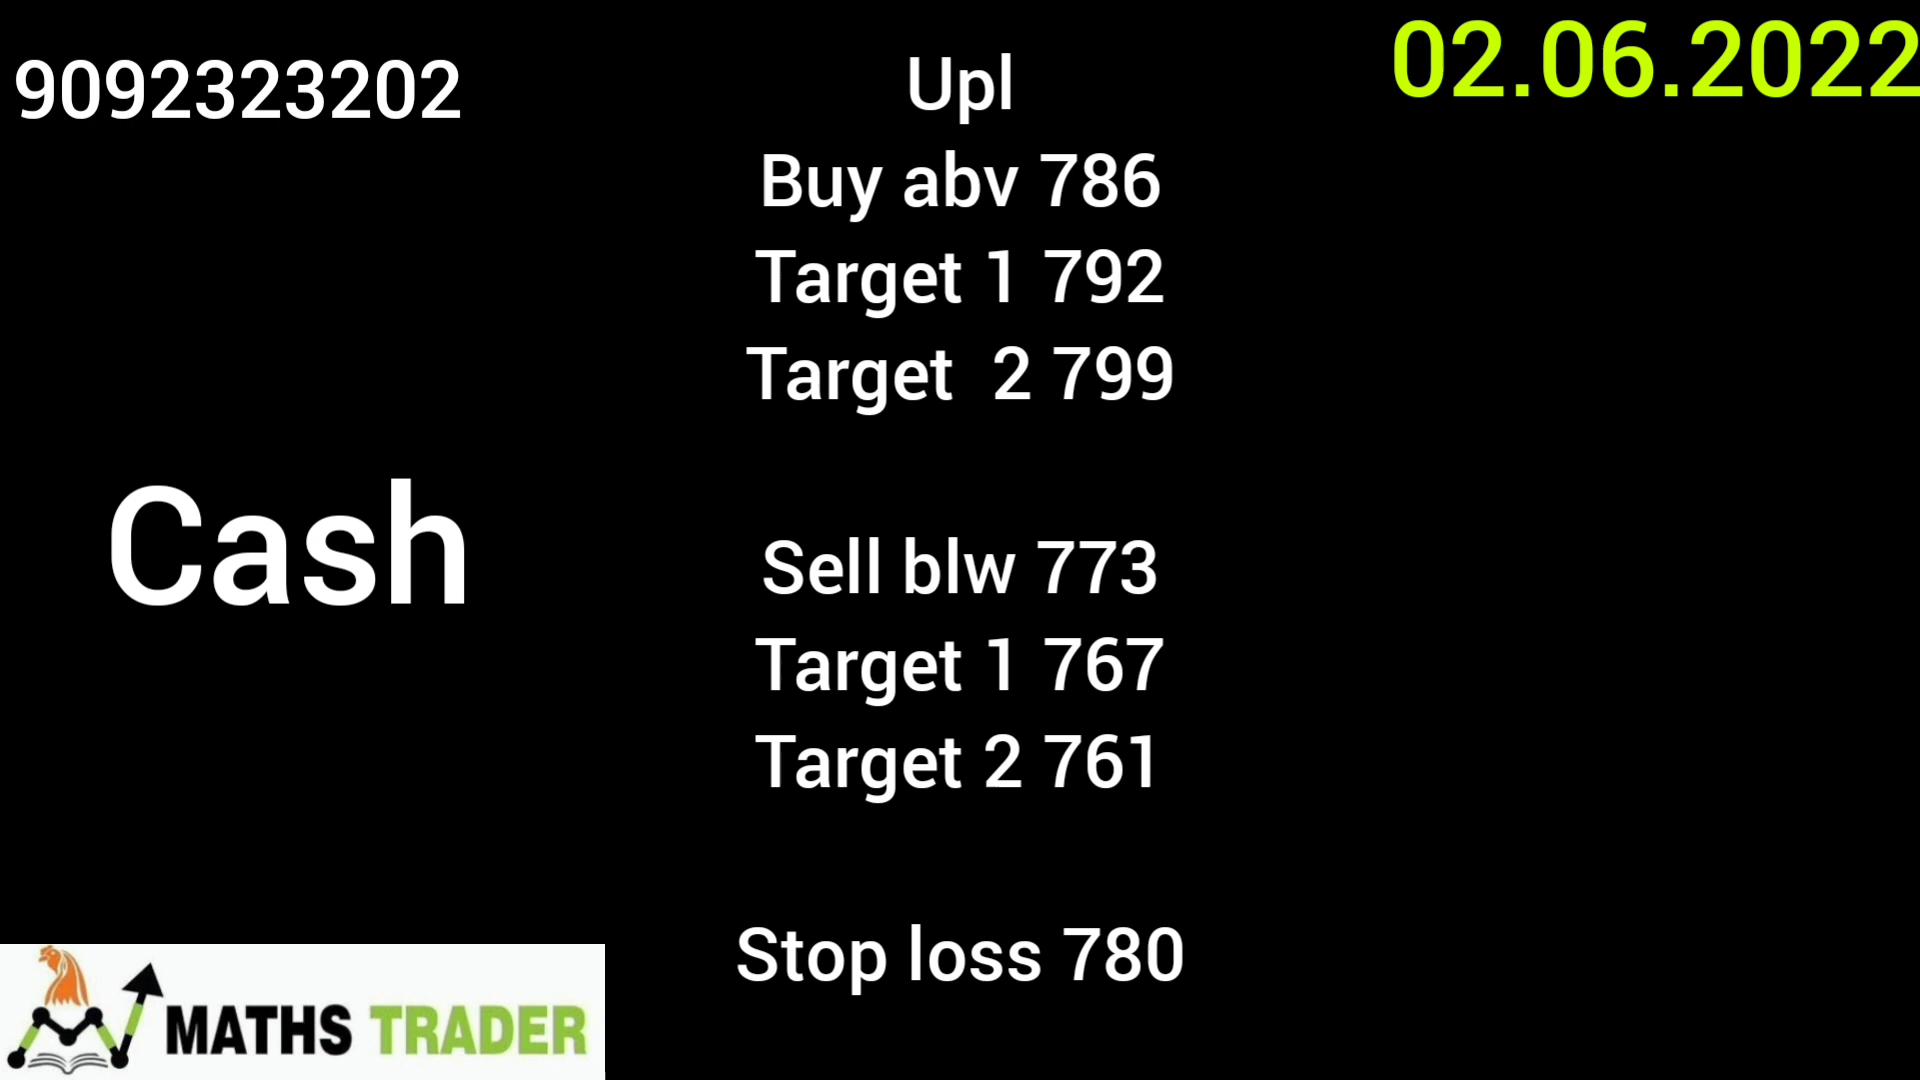 9092323202
Upl
02.06.2022
Buy abv 786
Target 1 792
Target  2 799
Cash
Sell blw 773
Target 1 767
Target 2 761
Stop loss 780
MATHS TRADER